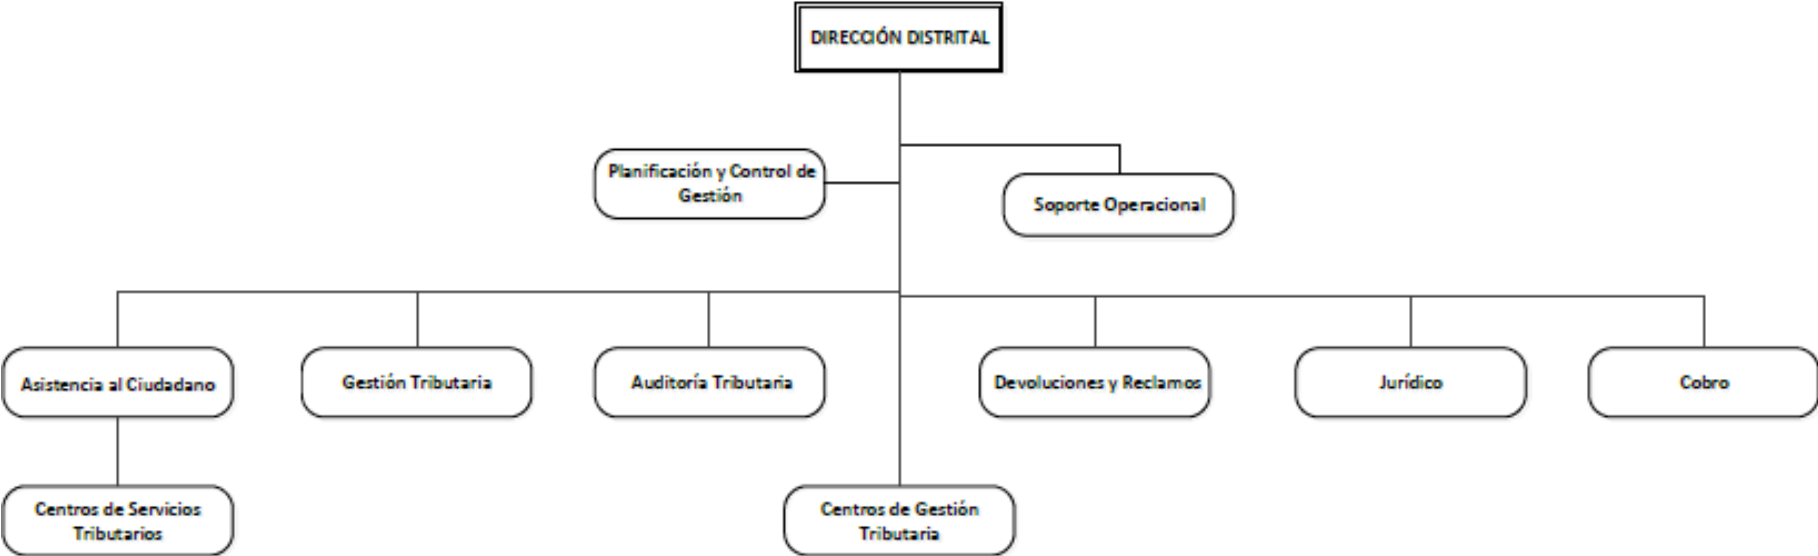 DIRECCIÓN DISTRITAL
Planificación y Control de
Gestión
Soporte Operacional
Asistencia al Ciudadano
Gestión Tributaria
Auditoría Tributaria
Devoluciones y Reclamos
Jurídico
Cobro
Centros de Servicios
Tributarios
Centros de Gestión
Tributaria